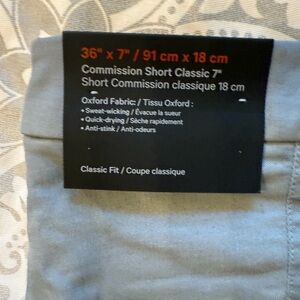 36" x 7" / 91 cm x 18 cm
Commission Short Classic 7"
Short Commission classique 18 cm
Oxford Fabric / Tissu Oxford :
• Sweat-wicking / Évacue la sueur
• Quick-drying / Sèche rapidement
• Anti-stink / Anti-odeurs
Classic Fit / Coupe classique